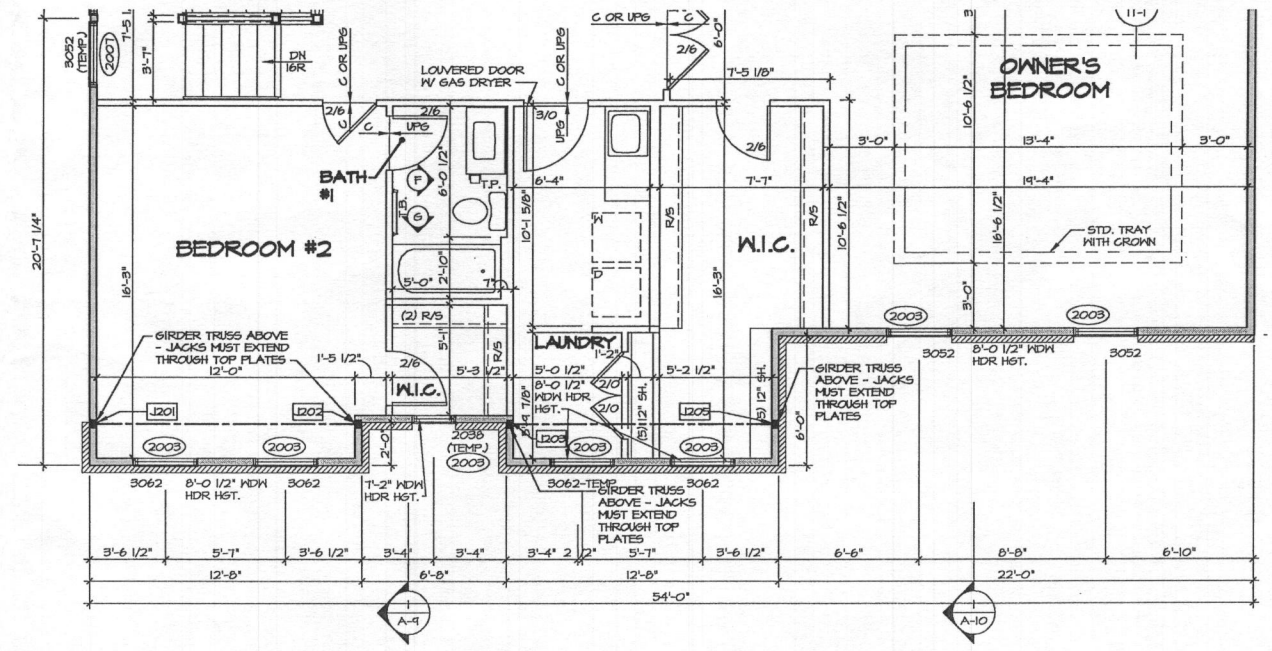 C OR UPG
C
3052
(TEMP.)
2007
7'-5 1
3'-7"
DN
16R
C OR UPG
C OR UPG
LOUVERED DOOR
W/ GAS DRYER
2/6
6'-0"
7'-5 1/8"
11-1
OWNER'S
BEDROOM
10'-6 1/2"
2/6
C
C
UPG
2/6
3/0
UPG
2/6
3'-0"
13'-4"
3'-0"
BATH
#1
F
G
T.B.
6'-0 1/2"
T.P.
6'-4"
7'-7"
19'-4"
10'-1 5/8"
W
D
R/S
R/S
10'-6 1/2"
16'-6 1/2"
STD. TRAY
WITH CROWN
20'-7 1/4"
BEDROOM #2
W.I.C.
16'-3"
16'-3"
5'-0"
2'-10"
7"
3'-0"
2003
2003
(2) R/S
5'-1"
R/S
LAUNDRY
GIRDER TRUSS ABOVE
- JACKS MUST EXTEND
THROUGH TOP PLATES
12'-0"
1'-5 1/2"
2/6
W.I.C.
5'-3 1/2"
5'-0 1/2"
1'-2"
5'-2 1/2"
8'-0 1/2"
WDW HDR
HGT.
2/0
2/0
(5) 12" SH.
(5) 12" SH.
GIRDER TRUSS
ABOVE - JACKS
MUST EXTEND
THROUGH TOP
PLATES
3052
8'-0 1/2" WDW
HDR HGT.
3052
J201
J202
J203
J205
6'-0"
2003
2003
2'-0"
2038
(TEMP.)
2003
2003
2003
3062
8'-0 1/2" WDW
HDR HGT.
3062
7'-2" WDW
HDR HGT.
3062-TEMP
3062
GIRDER TRUSS
ABOVE - JACKS
MUST EXTEND
THROUGH TOP
PLATES
3'-6 1/2"
5'-7"
3'-6 1/2"
3'-4"
3'-4"
3'-4"
5'-7"
3'-6 1/2"
6'-6"
8'-8"
6'-10"
12'-8"
6'-8"
12'-8"
22'-0"
54'-0"
A-9
A-10